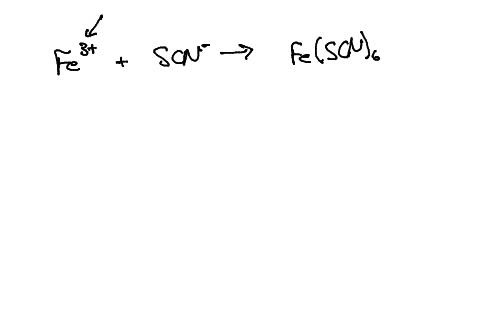 Fe³⁺ + SCN⁻ → Fe(SCN)₆